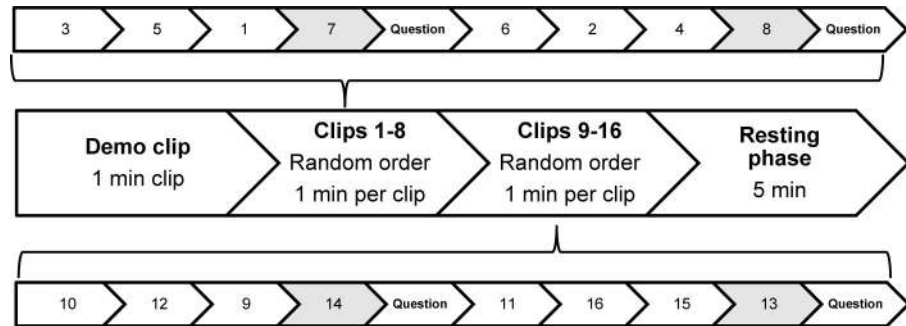 3 5 1 7 Question 6 2 4 8 Question
Demo clip
1 min clip
Clips 1-8
Random order
1 min per clip
Clips 9-16
Random order
1 min per clip
Resting
phase
5 min
10 12 9 14 Question 11 16 15 13 Question